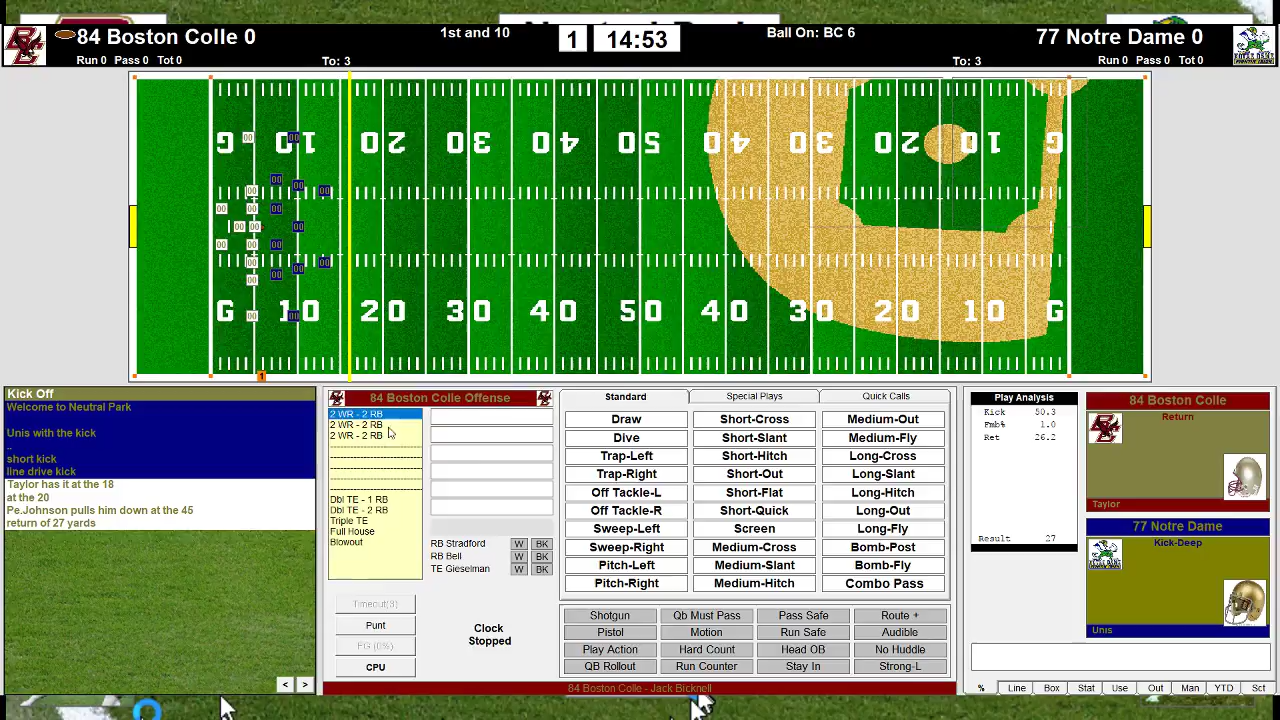 84 Boston Colle 0
1st and 10
1
14:53
Ball On: BC 6
77 Notre Dame 0
Run 0 Pass 0 Tot 0
To: 3
To: 3
Run 0 Pass 0 Tot 0
G 10 20 30 40 50 40 30 20 10 G
G 10 20 30 40 50 40 30 20 10 G
1
Kick Off
Welcome to Neutral Park
Unis with the kick
..
short kick
line drive kick
Taylor has it at the 18
at the 20
Pe.Johnson pulls him down at the 45
return of 27 yards
< >
84 Boston Colle Offense
2 WR - 2 RB
2 WR - 2 RB
2 WR - 2 RB
Dbl TE - 1 RB
Dbl TE - 2 RB
Triple TE
Full House
Blowout
RB Stradford W BK
RB Bell W BK
TE Gieselman W BK
Timeout(3)
Punt
FG (0%)
CPU
Clock
Stopped
Standard Special Plays Quick Calls
Draw Short-Cross Medium-Out
Dive Short-Slant Medium-Fly
Trap-Left Short-Hitch Long-Cross
Trap-Right Short-Out Long-Slant
Off Tackle-L Short-Flat Long-Hitch
Off Tackle-R Short-Quick Long-Out
Sweep-Left Screen Long-Fly
Sweep-Right Medium-Cross Bomb-Post
Pitch-Left Medium-Slant Bomb-Fly
Pitch-Right Medium-Hitch Combo Pass
Shotgun Qb Must Pass Pass Safe Route +
Pistol Motion Run Safe Audible
Play Action Hard Count Head OB No Huddle
QB Rollout Run Counter Stay In Strong-L
84 Boston Colle - Jack Bicknell
Play Analysis
Kick 50.3
Fmb% 1.0
Ret 26.2
Result 27
84 Boston Colle
Return
Taylor
77 Notre Dame
Kick-Deep
Unis
% Line Box Stat Use Out Man YTD Sct